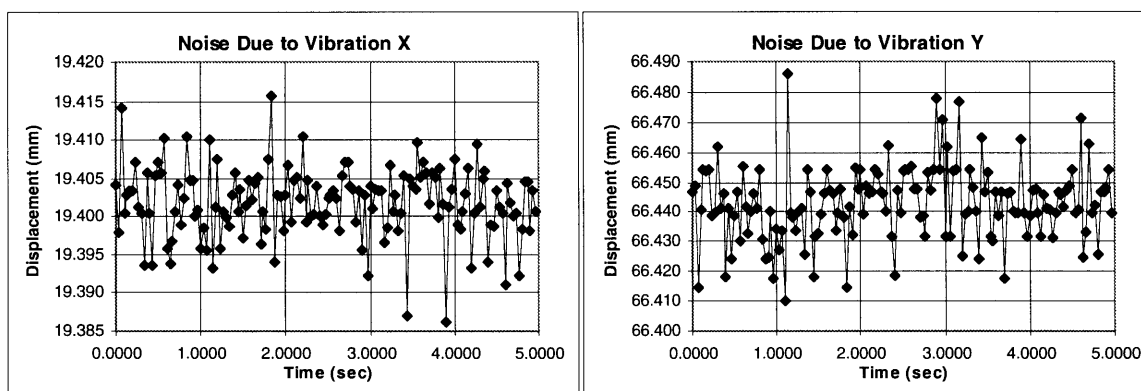 Noise Due to Vibration X
19.420
19.415
19.410
19.405
19.400
19.395
19.390
19.385
Displacement (mm)
0.0000 1.0000 2.0000 3.0000 4.0000 5.0000
Time (sec)
Noise Due to Vibration Y
66.490
66.480
66.470
66.460
66.450
66.440
66.430
66.420
66.410
66.400
Displacement (mm)
0.0000 1.0000 2.0000 3.0000 4.0000 5.0000
Time (sec)